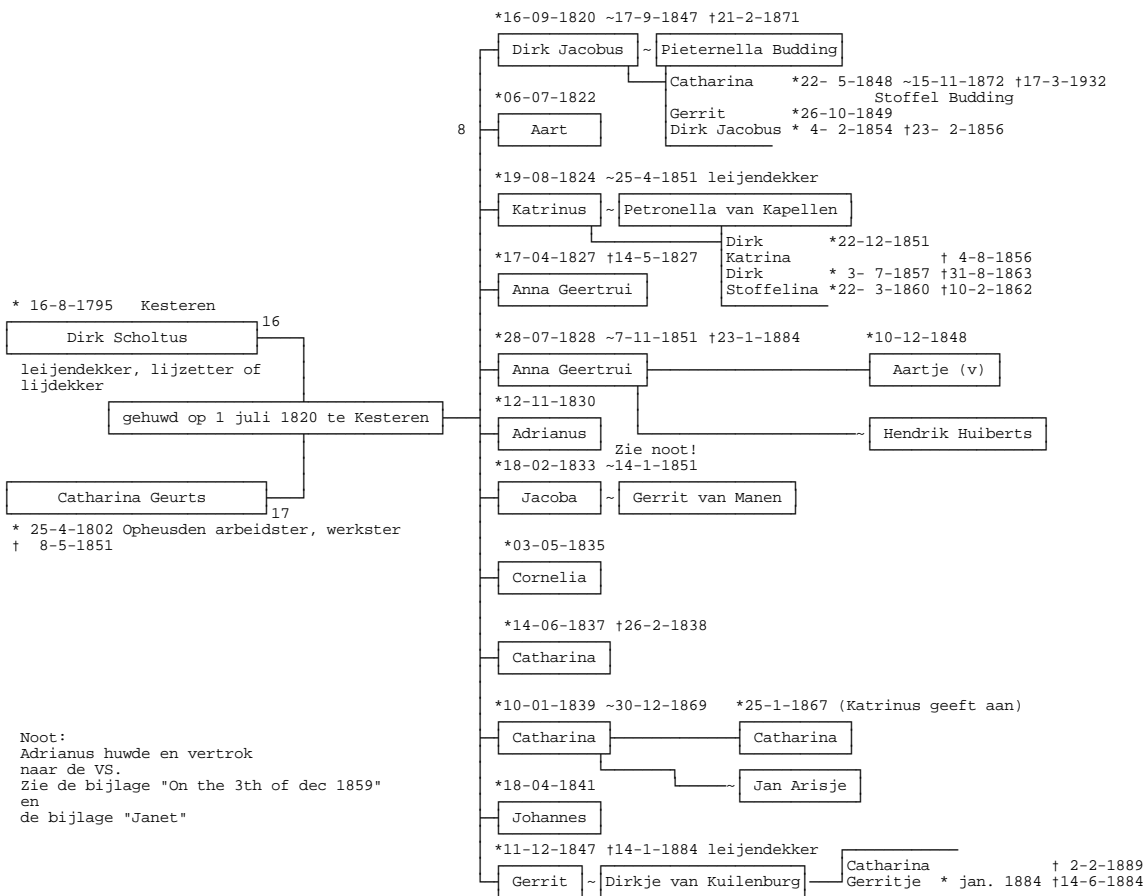 *16-09-1820 ~17-9-1847 †21-2-1871
Dirk Jacobus ~ Pieternella Budding
Catharina *22- 5-1848 ~15-11-1872 †17-3-1932
Stoffel Budding
Gerrit *26-10-1849
Dirk Jacobus * 4- 2-1854 †23- 2-1856
*06-07-1822
8 Aart
*19-08-1824 ~25-4-1851 leijendekker
Katrinus ~ Petronella van Kapellen
Dirk *22-12-1851
Katrina † 4-8-1856
Dirk * 3- 7-1857 †31-8-1863
Stoffelina *22- 3-1860 †10-2-1862
*17-04-1827 †14-5-1827
Anna Geertrui
* 16-8-1795 Kesteren
Dirk Scholtus 16
leijendekker, lijzetter of
lijdekker
gehuwd op 1 juli 1820 te Kesteren
Catharina Geurts 17
* 25-4-1802 Opheusden arbeidster, werkster
† 8-5-1851
*28-07-1828 ~7-11-1851 †23-1-1884 *10-12-1848
Anna Geertrui Aartje (v)
~ Hendrik Huiberts
*12-11-1830
Adrianus
Zie noot!
*18-02-1833 ~14-1-1851
Jacoba ~ Gerrit van Manen
*03-05-1835
Cornelia
*14-06-1837 †26-2-1838
Catharina
*10-01-1839 ~30-12-1869 *25-1-1867 (Katrinus geeft aan)
Catharina Catharina
~ Jan Arisje
*18-04-1841
Johannes
*11-12-1847 †14-1-1884 leijendekker
Gerrit ~ Dirkje van Kuilenburg
Catharina † 2-2-1889
Gerritje * jan. 1884 †14-6-1884
Noot:
Adrianus huwde en vertrok
naar de VS.
Zie de bijlage "On the 3th of dec 1859"
en
de bijlage "Janet"